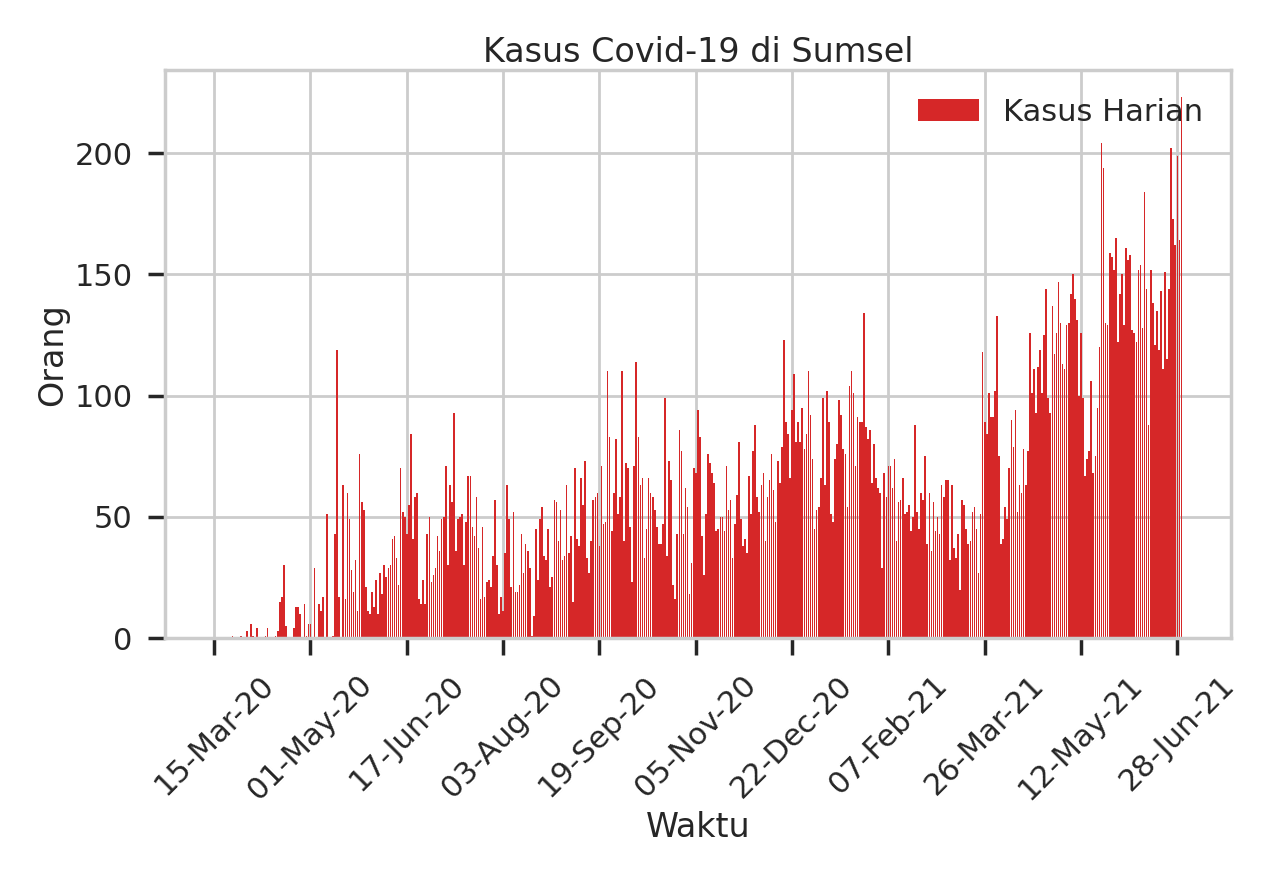 Kasus Covid-19 di Sumsel
Kasus Harian
Orang
200
150
100
50
0
15-Mar-20
01-May-20
17-Jun-20
03-Aug-20
19-Sep-20
05-Nov-20
22-Dec-20
07-Feb-21
26-Mar-21
12-May-21
28-Jun-21
Waktu